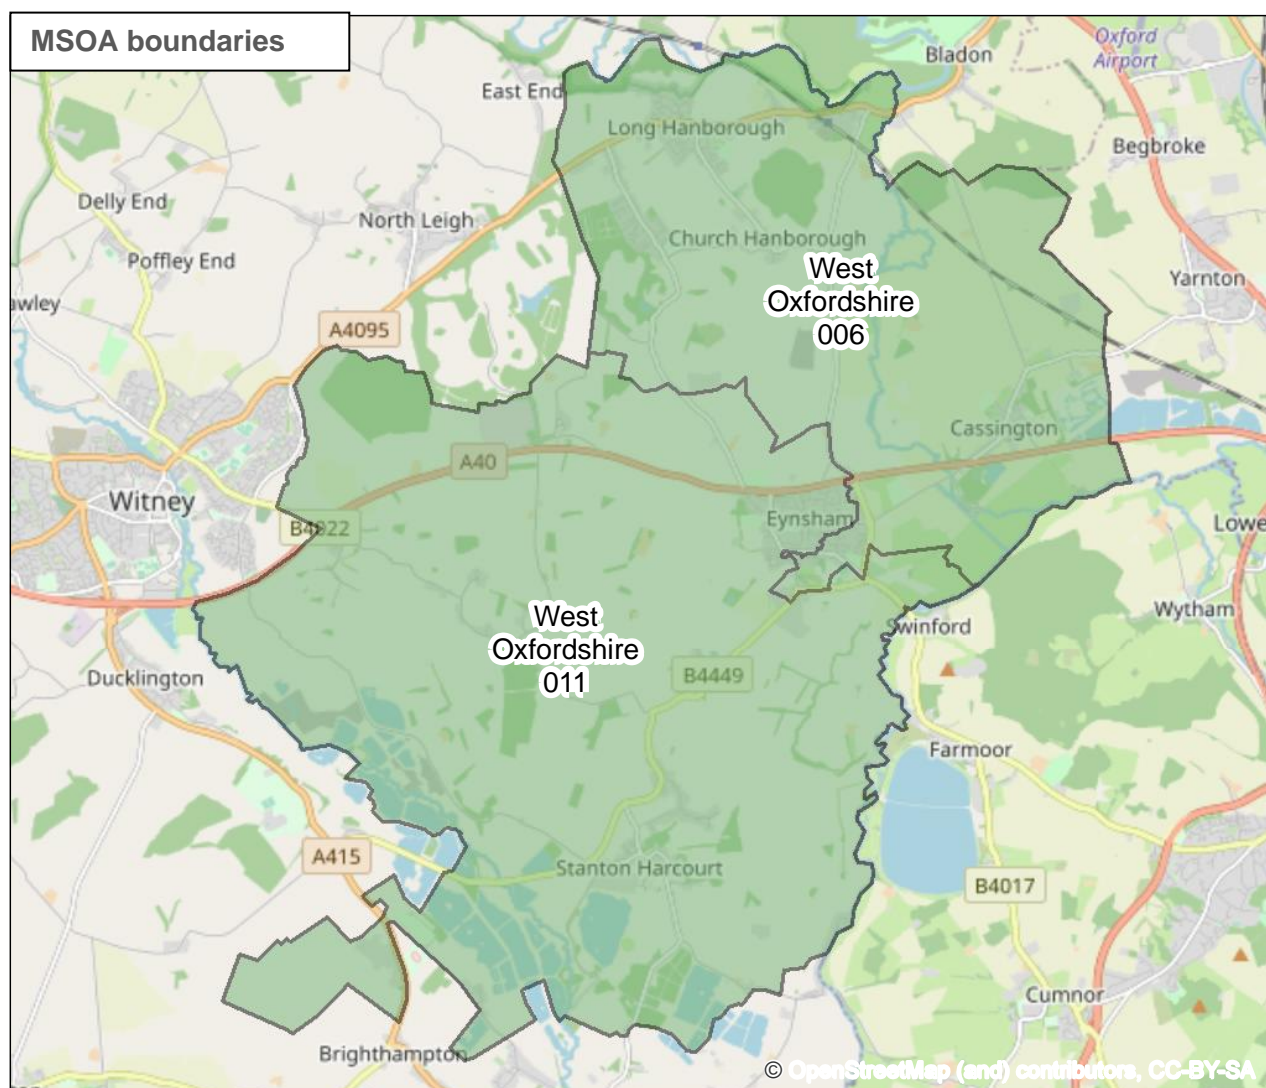 MSOA boundaries
Oxford
Airport
Bladon
East End
Long Hanborough
Begbroke
Delly End
North Leigh
Church Hanborough
Poffley End
West
Oxfordshire
006
Yarnton
awley
A4095
Cassington
A40
Witney
Eynsham
B4022
Lowe
West
Oxfordshire
011
Wytham
Swinford
B4449
Ducklington
Farmoor
A415
Stanton Harcourt
B4017
Cumnor
Brighthampton
© OpenStreetMap (and) contributors, CC-BY-SA